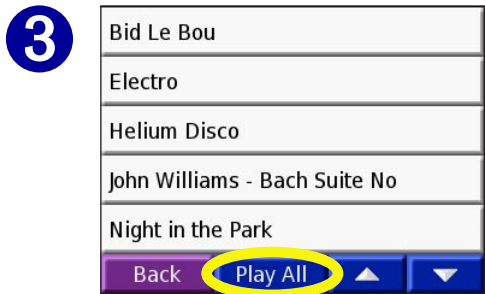 3
Bid Le Bou
Electro
Helium Disco
John Williams - Bach Suite No
Night in the Park
Back Play All